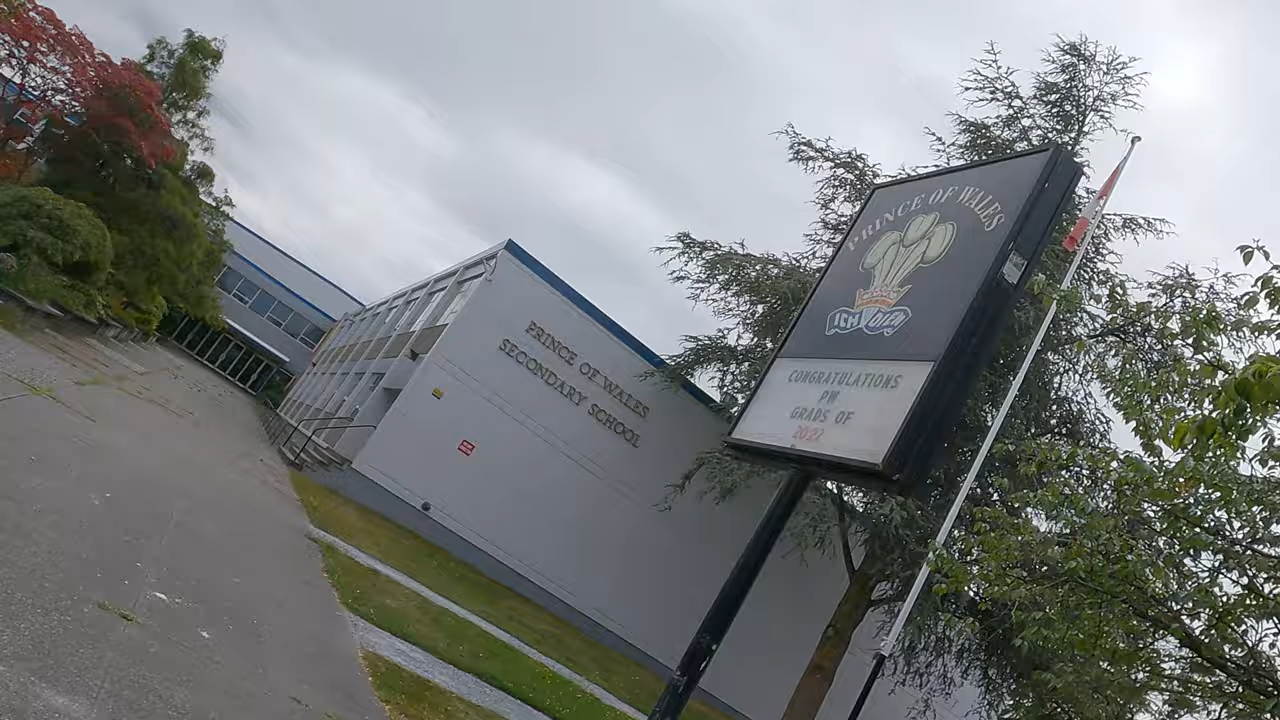 PRINCE OF WALES
SECONDARY SCHOOL
PRINCE OF WALES
ICH DIEN
CONGRATULATIONS
PW
GRADS OF
2022